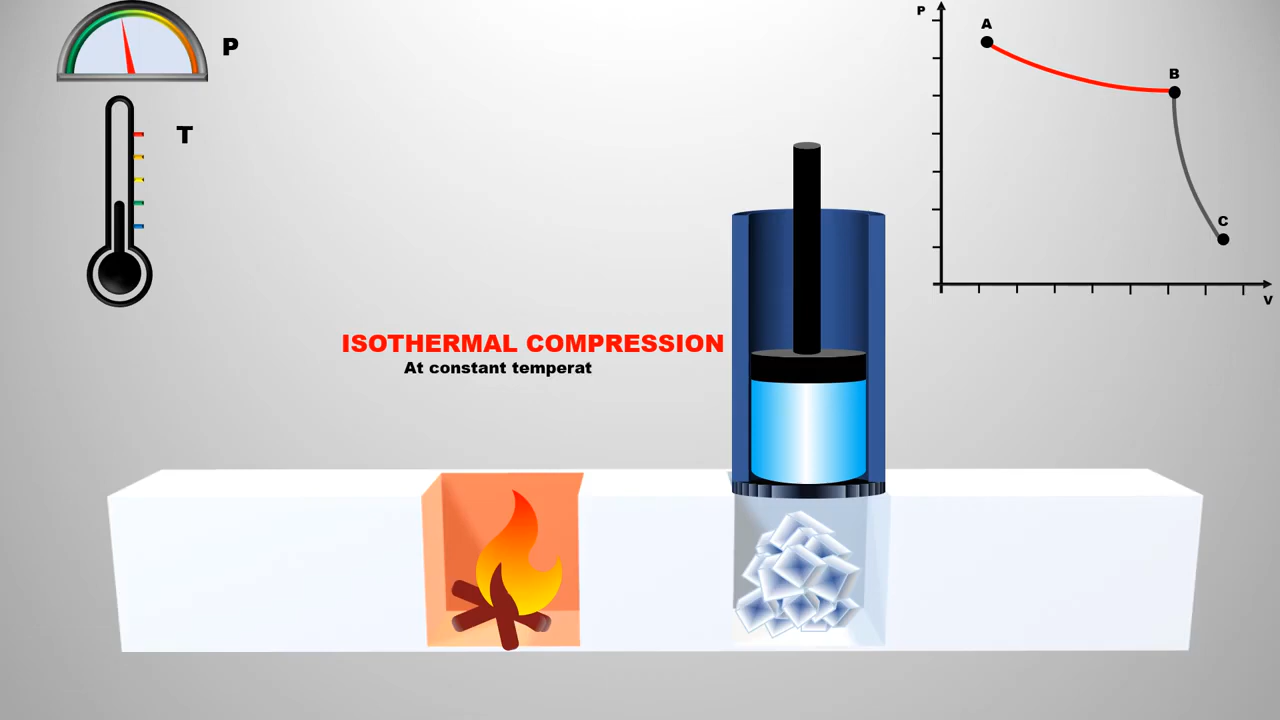 P
T
P
A
B
C
V
ISOTHERMAL COMPRESSION
At constant temperat